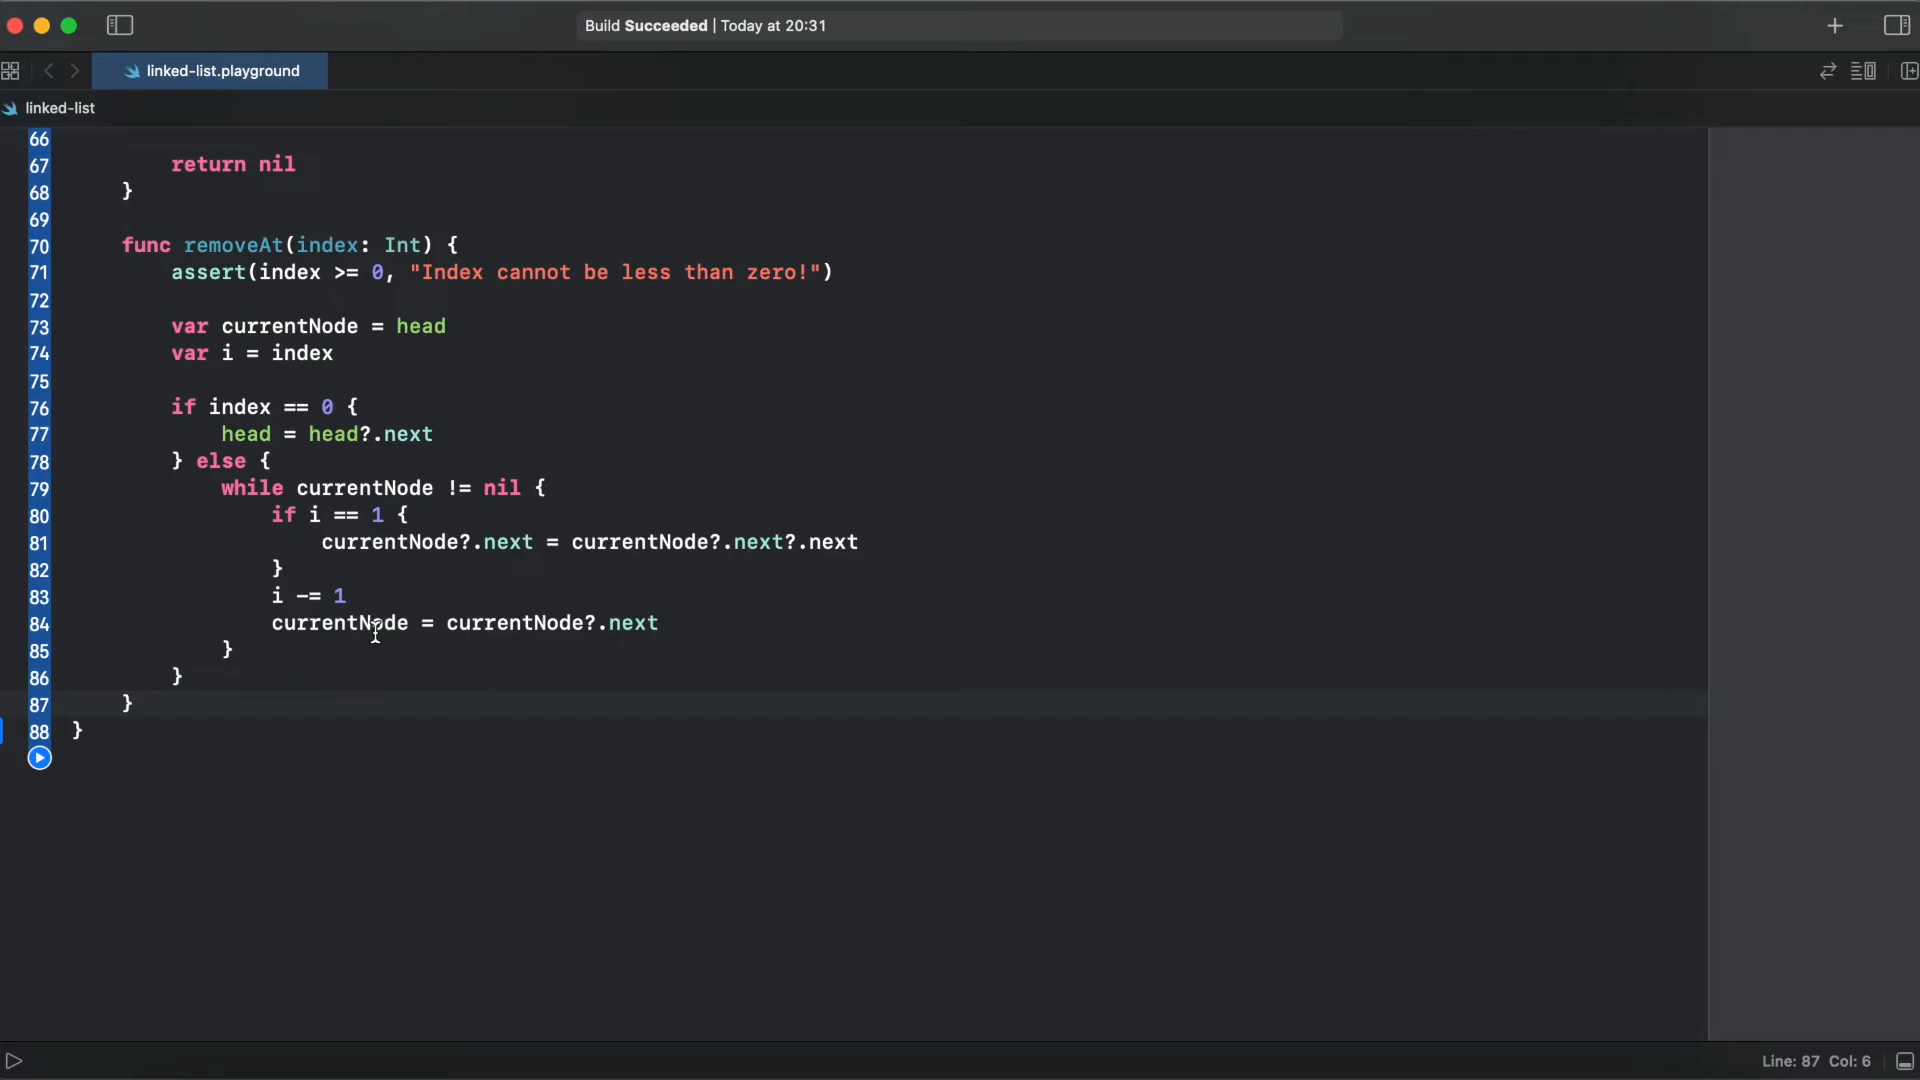 Build Succeeded | Today at 20:31
linked-list.playground
linked-list
66
67 return nil
68 }
69
70 func removeAt(index: Int) {
71 assert(index >= 0, "Index cannot be less than zero!")
72
73 var currentNode = head
74 var i = index
75
76 if index == 0 {
77 head = head?.next
78 } else {
79 while currentNode != nil {
80 if i == 1 {
81 currentNode?.next = currentNode?.next?.next
82 }
83 i -= 1
84 currentNode = currentNode?.next
85 }
86 }
87 }
88 }
Line: 87 Col: 6